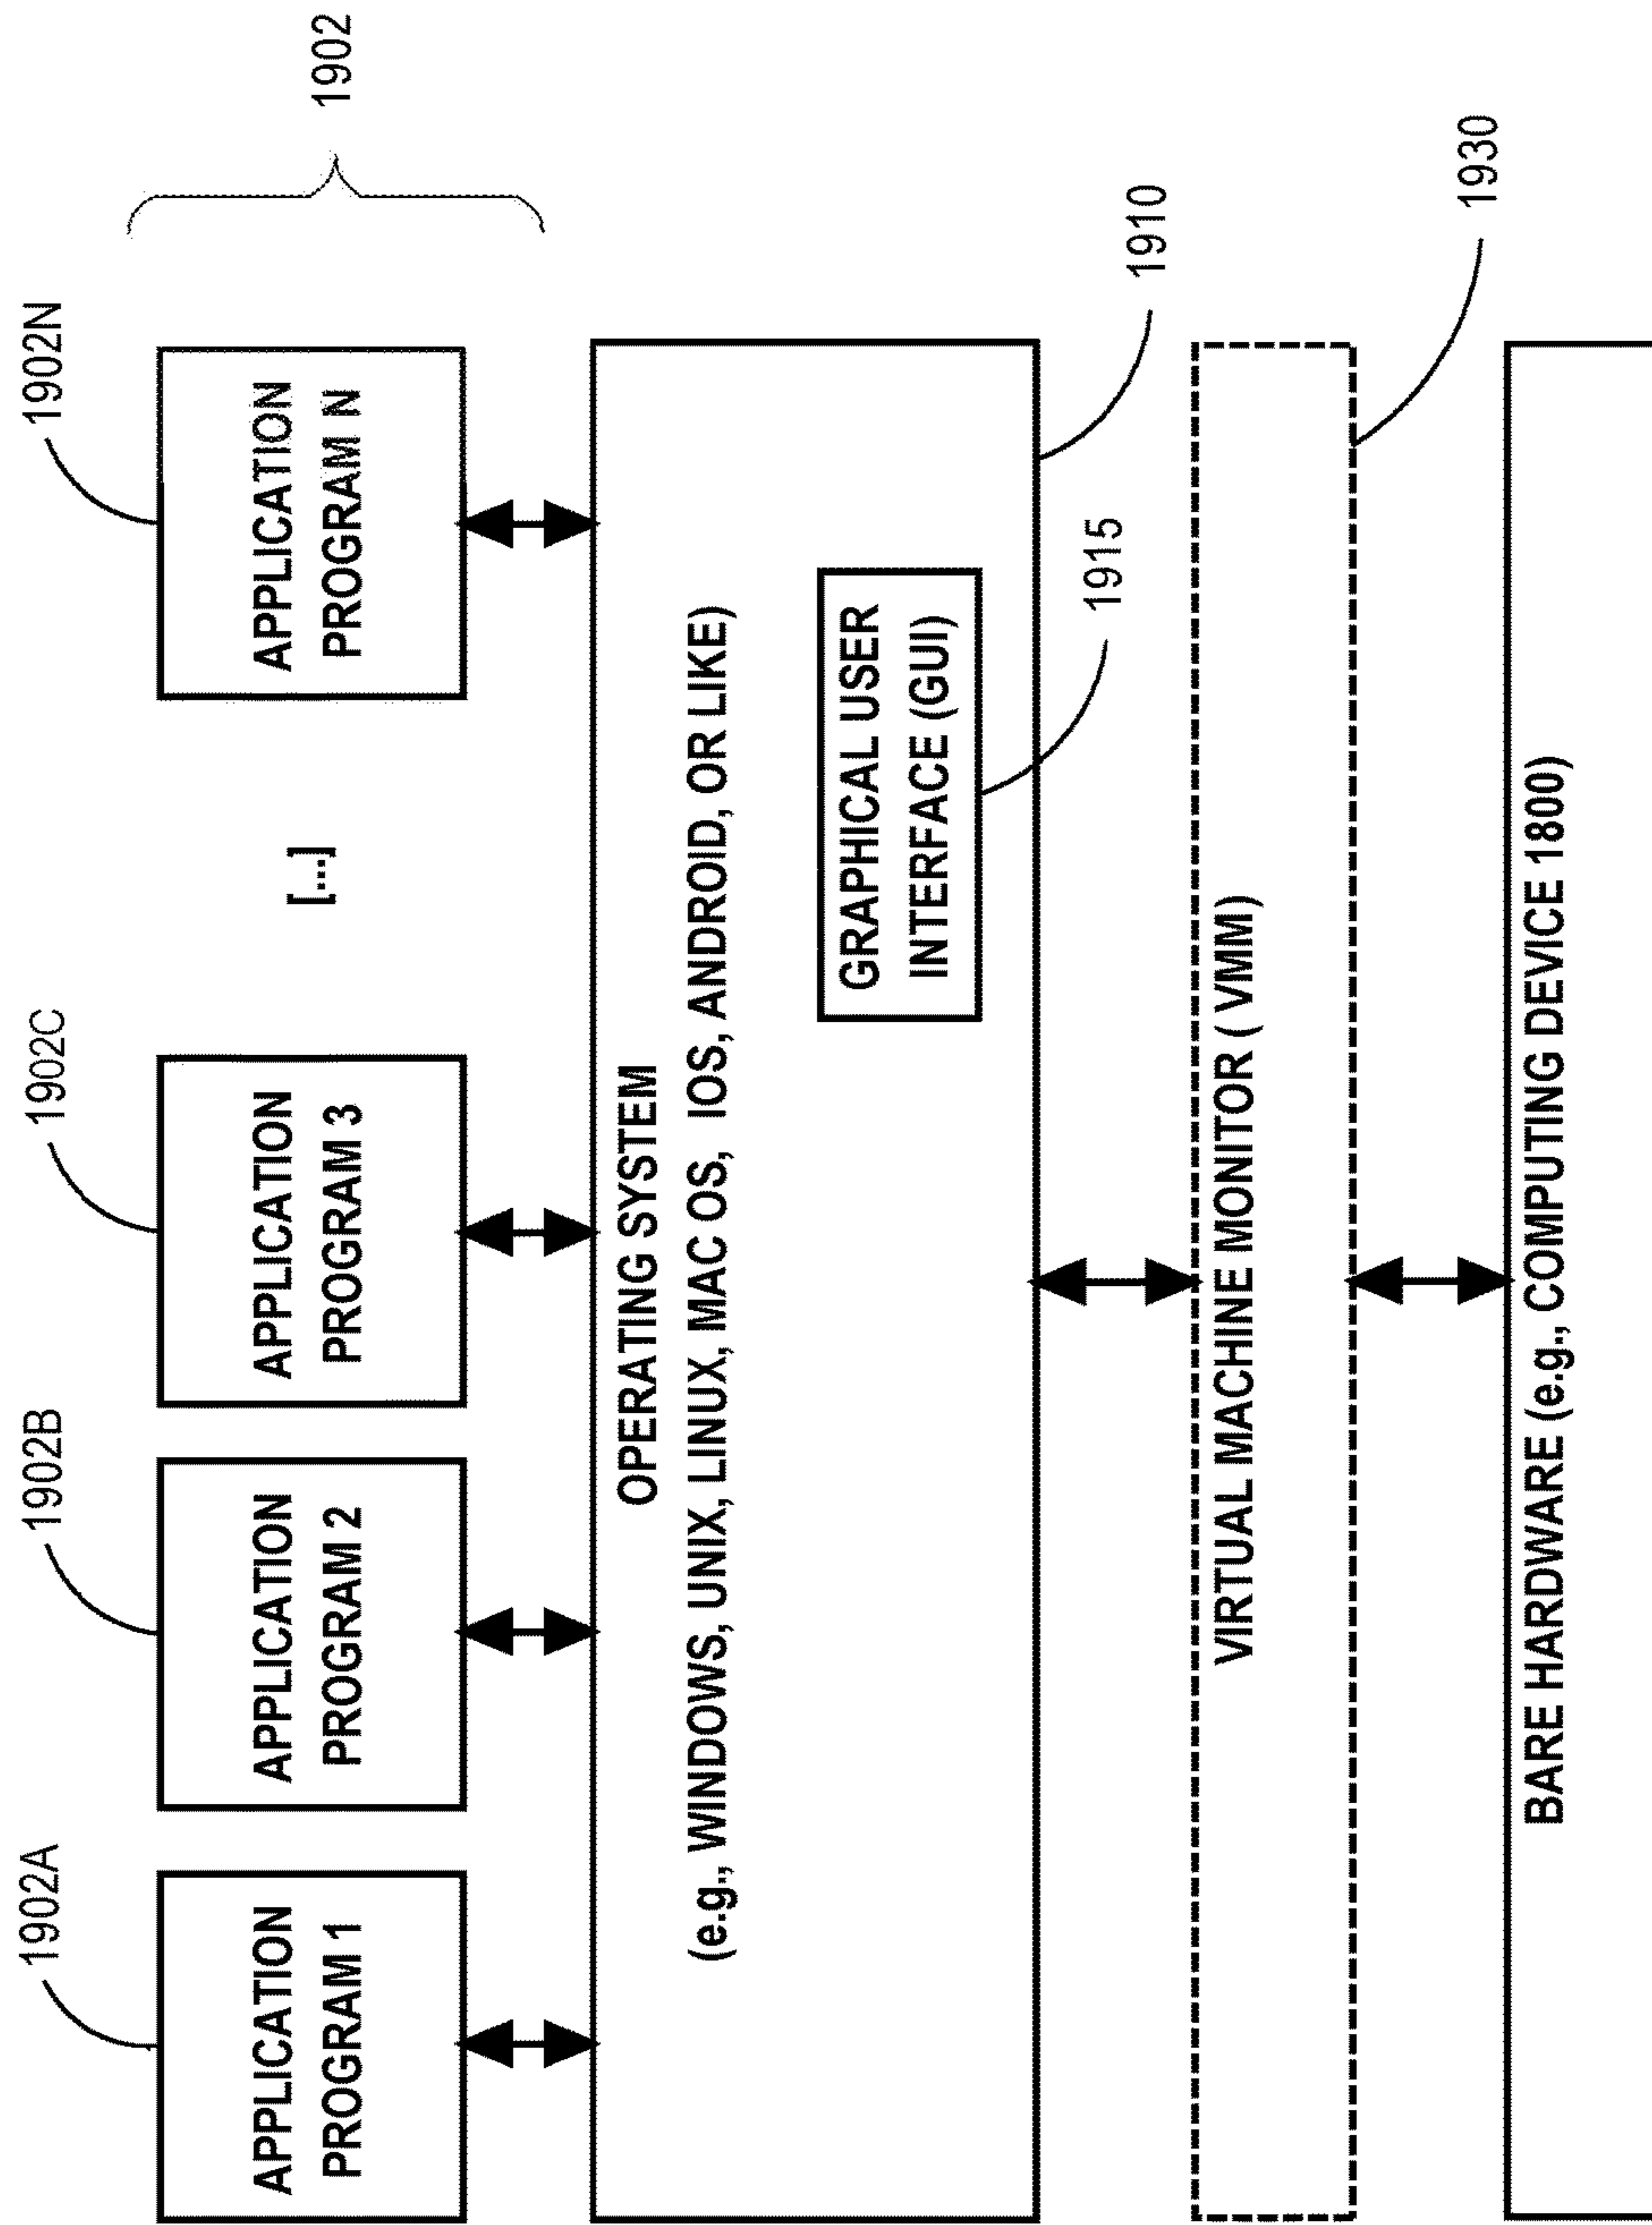 1902A
1902B
1902C
1902N
1902
APPLICATION
PROGRAM 1
APPLICATION
PROGRAM 2
APPLICATION
PROGRAM 3
[...]
APPLICATION
PROGRAM N
OPERATING SYSTEM
(e.g., WINDOWS, UNIX, LINUX, MAC OS, IOS, ANDROID, OR LIKE)
GRAPHICAL USER
INTERFACE (GUI)
1915
1910
VIRTUAL MACHINE MONITOR ( VMM)
1930
BARE HARDWARE (e.g., COMPUTING DEVICE 1800)